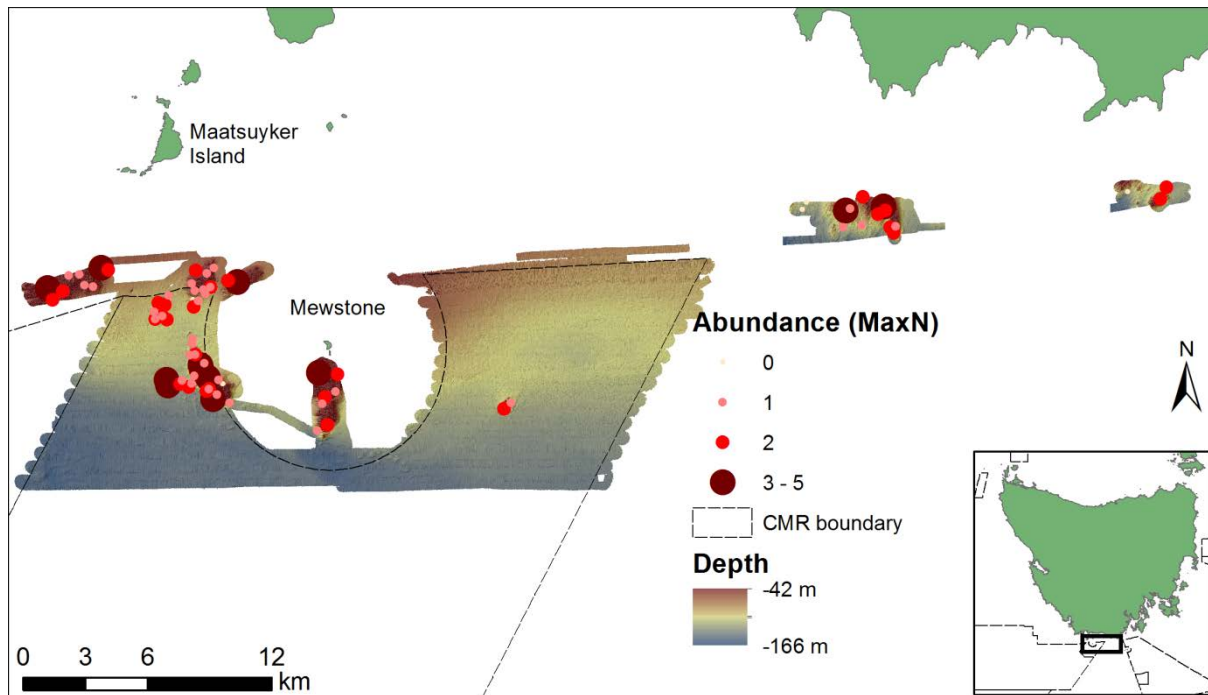 Maatsuyker
Island
Mewstone
Abundance (MaxN)
0
1
2
3 - 5
CMR boundary
Depth
-42 m
-166 m
N
0 3 6 12
km